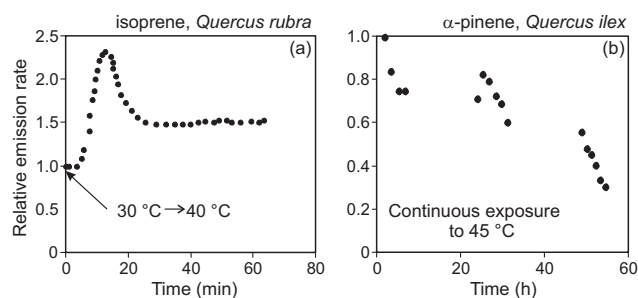 isoprene, Quercus rubra
α-pinene, Quercus ilex
2.5
(a)
2.0
1.5
1.0
0.5
0
Relative emission rate
30 °C→40 °C
0 20 40 60 80
Time (min)
1.0
(b)
0.8
0.6
0.4
0.2
0
Continuous exposure
to 45 °C
0 20 40 60
Time (h)